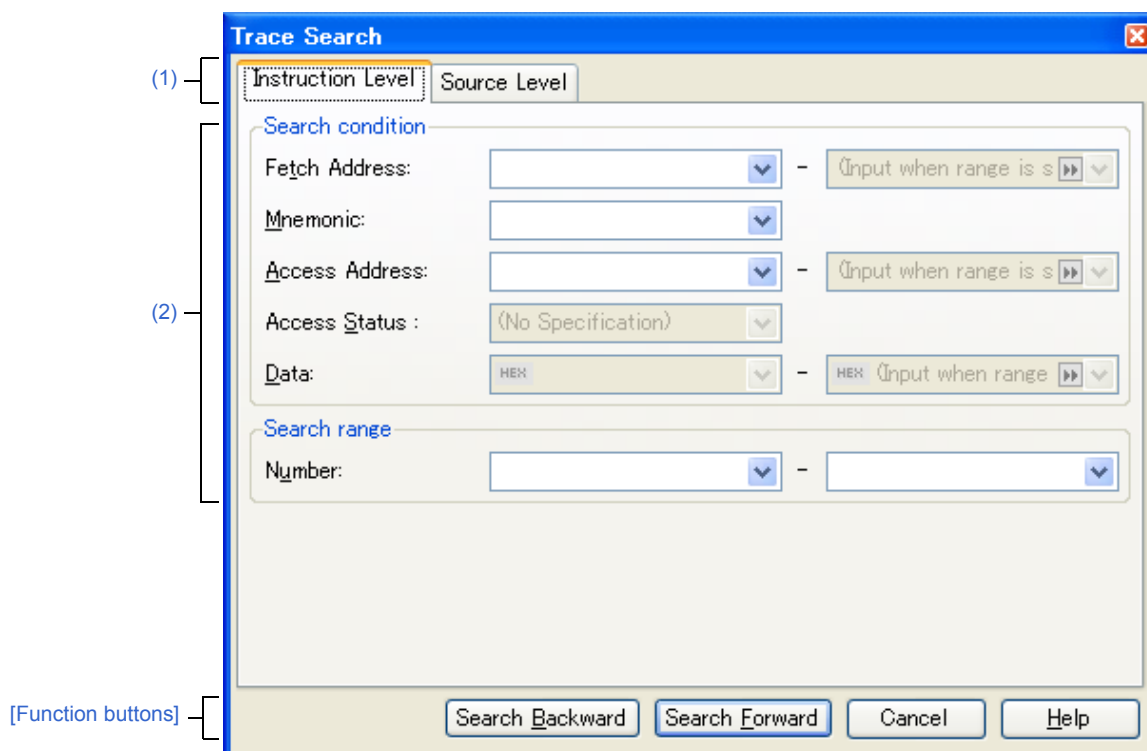 Trace Search
(1)
Instruction Level Source Level
Search condition
Fetch Address: - (Input when range is s
Mnemonic:
Access Address: - (Input when range is s
(2)
Access Status : (No Specification)
Data: HEX - HEX (Input when range
Search range
Number: -
[Function buttons]
Search Backward Search Forward Cancel Help